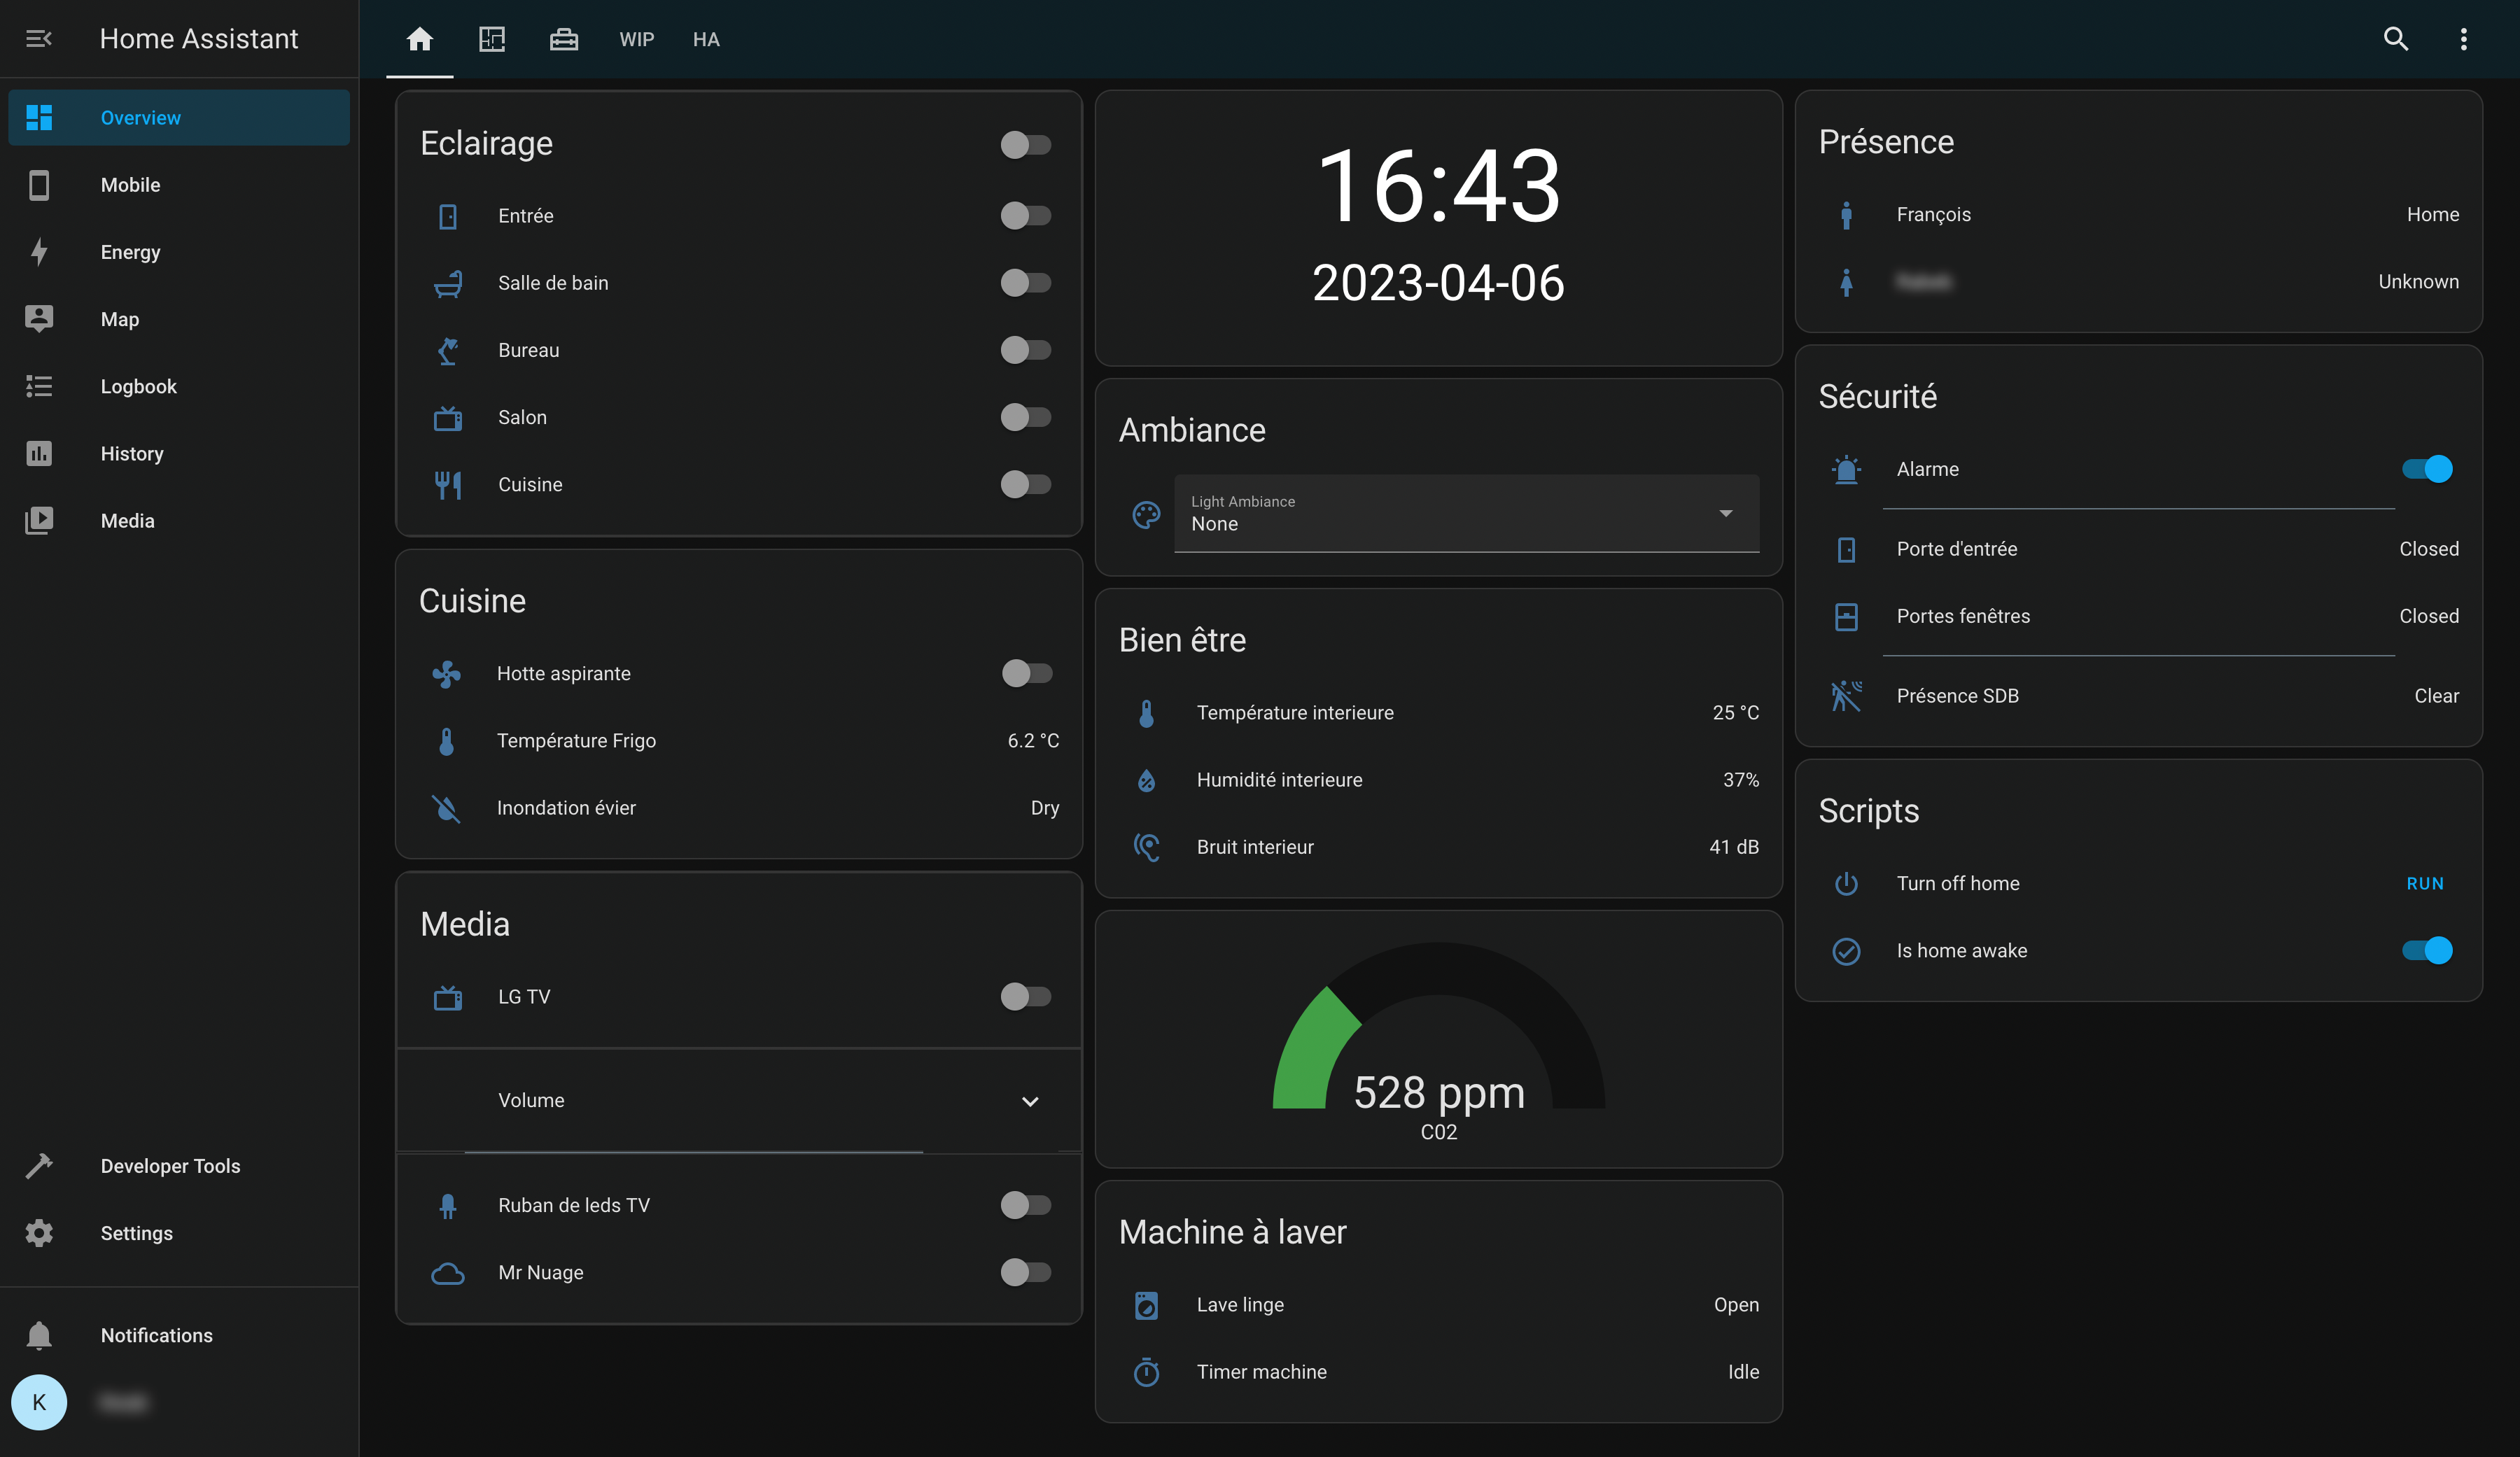 Home Assistant
WIP
HA
Overview
Mobile
Energy
Map
Logbook
History
Media
Developer Tools
Settings
Notifications
K
Eclairage
Entrée
Salle de bain
Bureau
Salon
Cuisine
Cuisine
Hotte aspirante
Température Frigo 6.2 °C
Inondation évier Dry
Media
LG TV
Volume
Ruban de leds TV
Mr Nuage
16:43
2023-04-06
Ambiance
Light Ambiance
None
Bien être
Température interieure 25 °C
Humidité interieure 37%
Bruit interieur 41 dB
528 ppm
C02
Machine à laver
Lave linge Open
Timer machine Idle
Présence
François Home
Unknown
Sécurité
Alarme
Porte d'entrée Closed
Portes fenêtres Closed
Présence SDB Clear
Scripts
Turn off home RUN
Is home awake